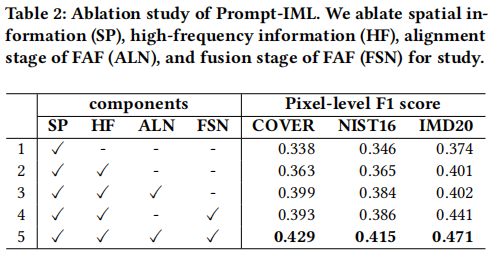 Table 2: Ablation study of Prompt-IML. We ablate spatial in-
formation (SP), high-frequency information (HF), alignment
stage of FAF (ALN), and fusion stage of FAF (FSN) for study.
components Pixel-level F1 score
SP HF ALN FSN COVER NIST16 IMD20
1 ✓ - - - 0.338 0.346 0.374
2 ✓ ✓ - - 0.363 0.365 0.401
3 ✓ ✓ ✓ - 0.399 0.384 0.402
4 ✓ ✓ - ✓ 0.393 0.386 0.441
5 ✓ ✓ ✓ ✓ 0.429 0.415 0.471